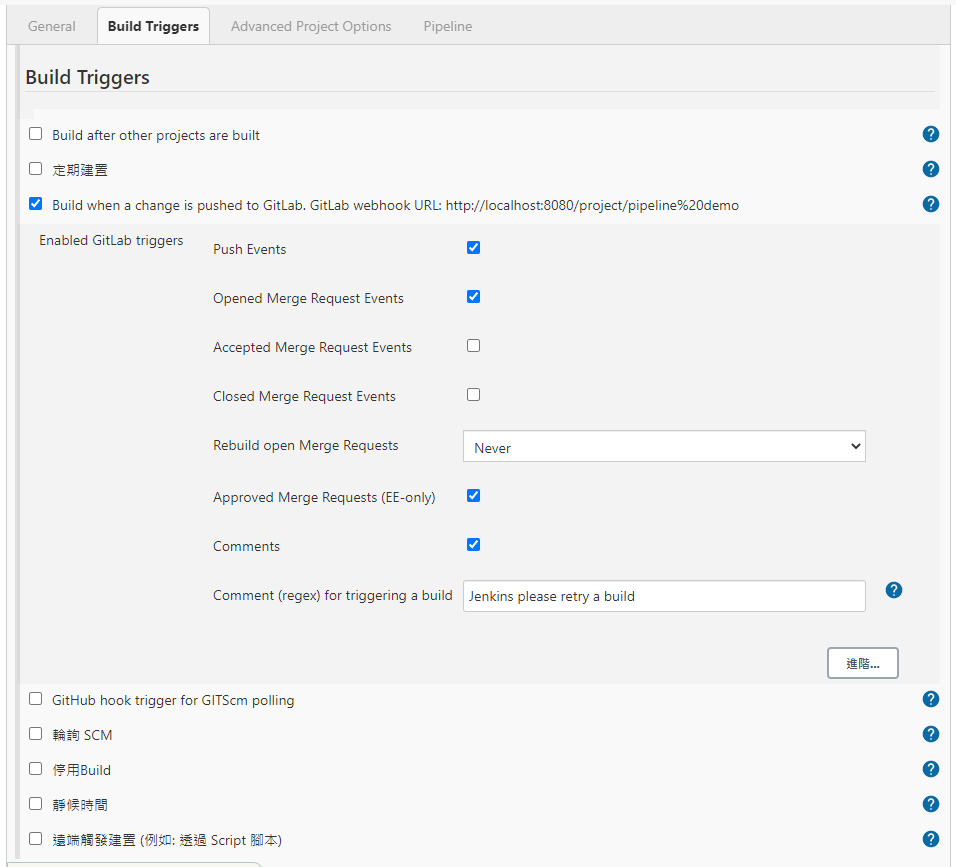 General Build Triggers Advanced Project Options Pipeline
Build Triggers
Build after other projects are built
定期建置
Build when a change is pushed to GitLab. GitLab webhook URL: http://localhost:8080/project/pipeline%20demo
Enabled GitLab triggers
Push Events
Opened Merge Request Events
Accepted Merge Request Events
Closed Merge Request Events
Rebuild open Merge Requests Never
Approved Merge Requests (EE-only)
Comments
Comment (regex) for triggering a build Jenkins please retry a build
進階...
GitHub hook trigger for GITScm polling
輪詢 SCM
停用Build
靜候時間
遠端觸發建置 (例如: 透過 Script 腳本)